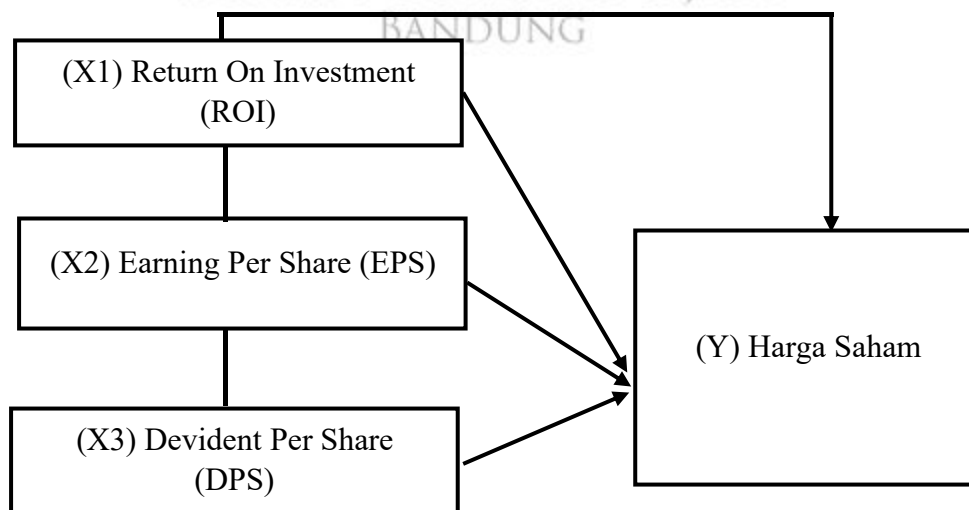 BANDUNG
(X1) Return On Investment
(ROI)
(X2) Earning Per Share (EPS)
(Y) Harga Saham
(X3) Devident Per Share
(DPS)